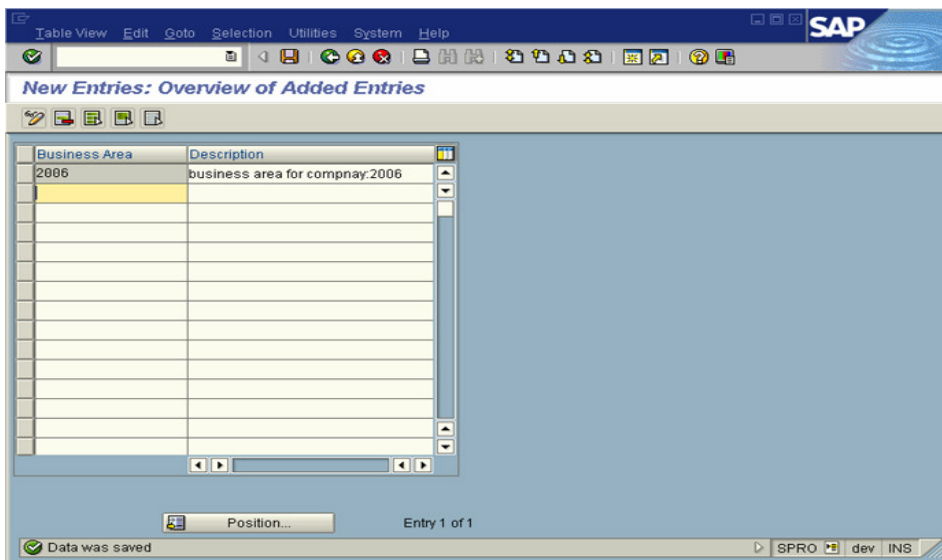 Table View Edit Goto Selection Utilities System Help
SAP
New Entries: Overview of Added Entries
Business Area Description
2006 business area for compnay:2006
Position... Entry 1 of 1
Data was saved SPRO dev INS